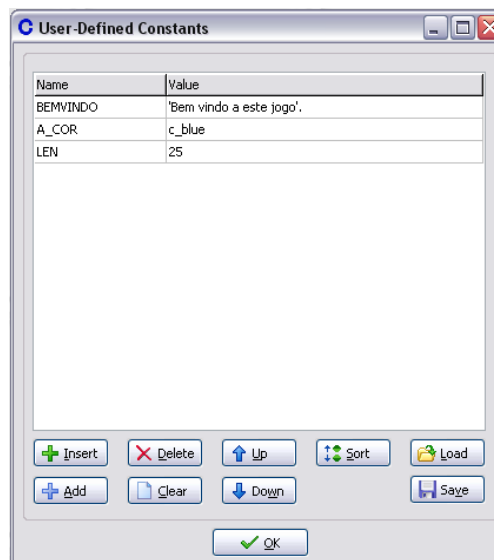 User-Defined Constants
Name Value
BEMVINDO 'Bem vindo a este jogo'.
A_COR c_blue
LEN 25
Insert Delete Up Sort Load
Add Clear Down Save
OK